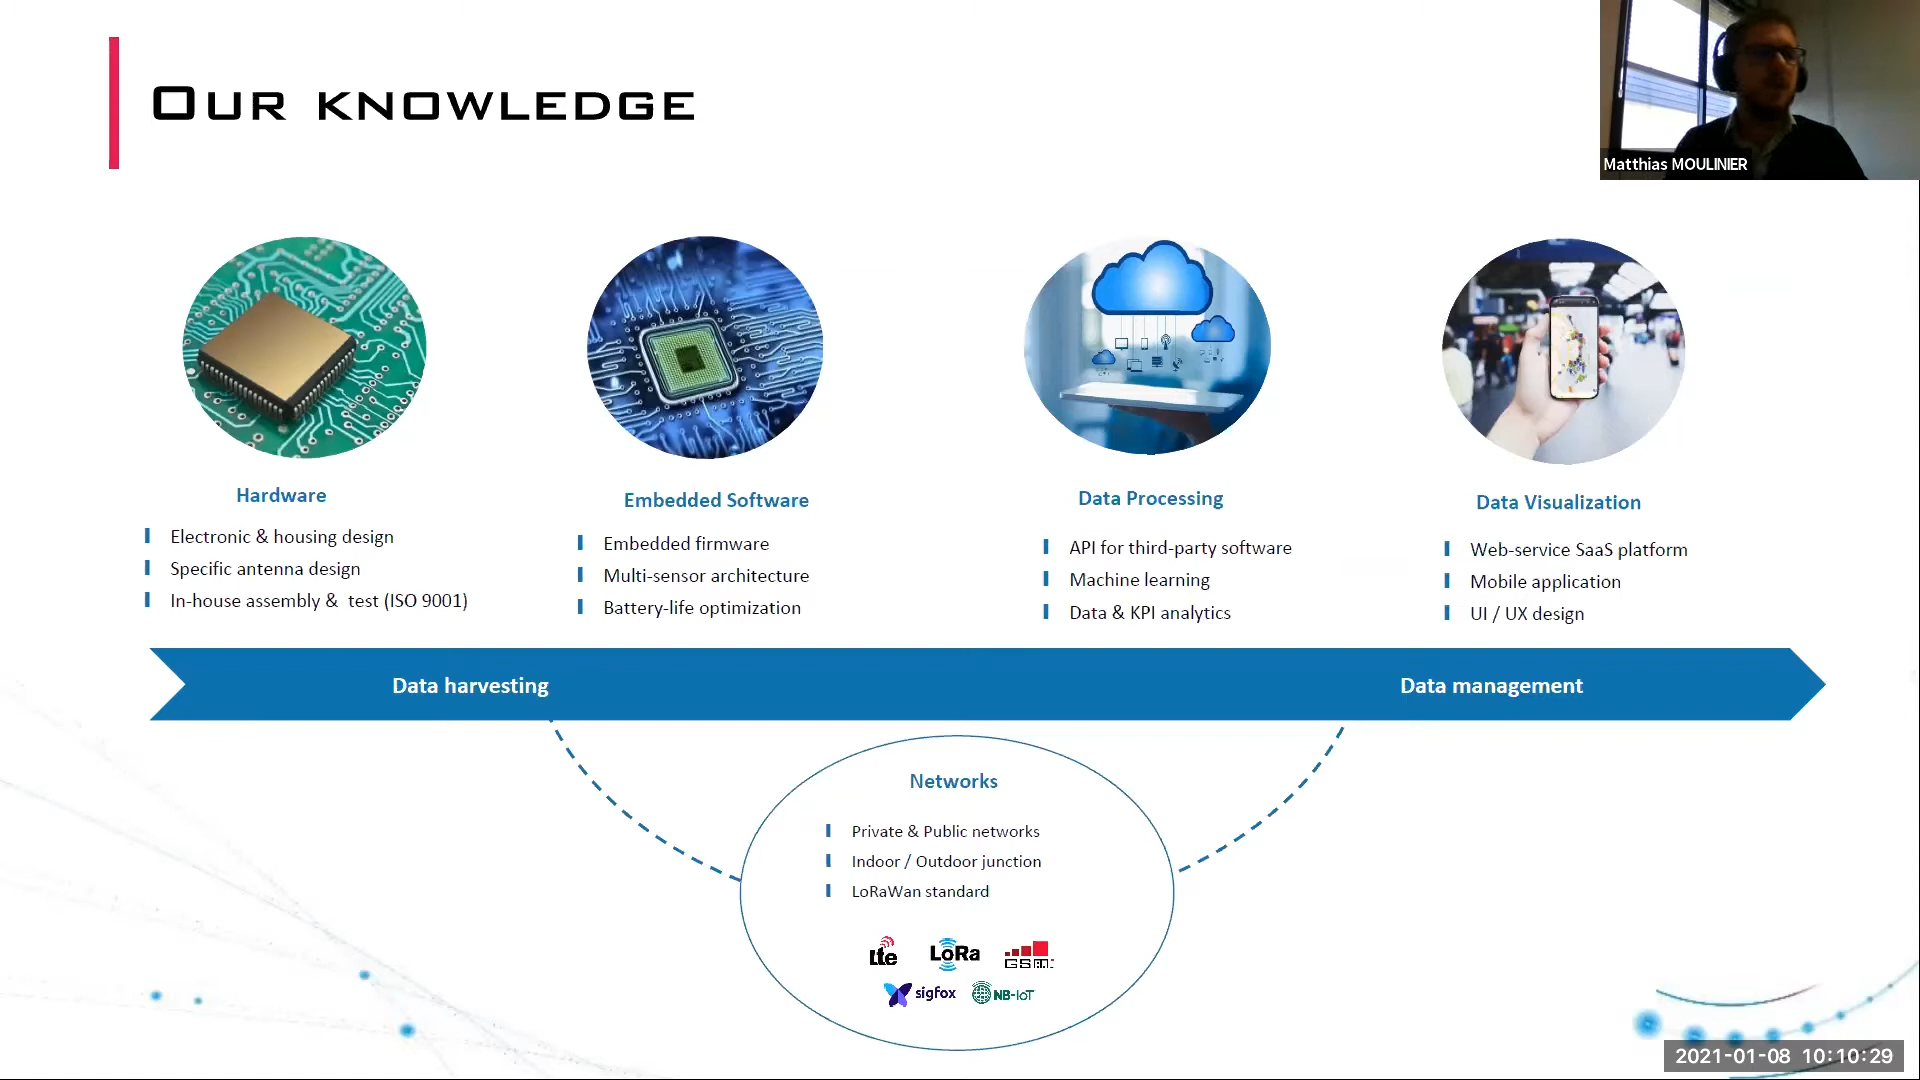 Our knowledge
Matthias MOULINIER
Hardware
Electronic & housing design
Specific antenna design
In-house assembly & test (ISO 9001)
Embedded Software
Embedded firmware
Multi-sensor architecture
Battery-life optimization
Data Processing
API for third-party software
Machine learning
Data & KPI analytics
Data Visualization
Web-service SaaS platform
Mobile application
UI / UX design
Data harvesting
Data management
Networks
Private & Public networks
Indoor / Outdoor junction
LoRaWan standard
Lte
LoRa
GSM
sigfox
NB-IoT
2021-01-08 10:10:29